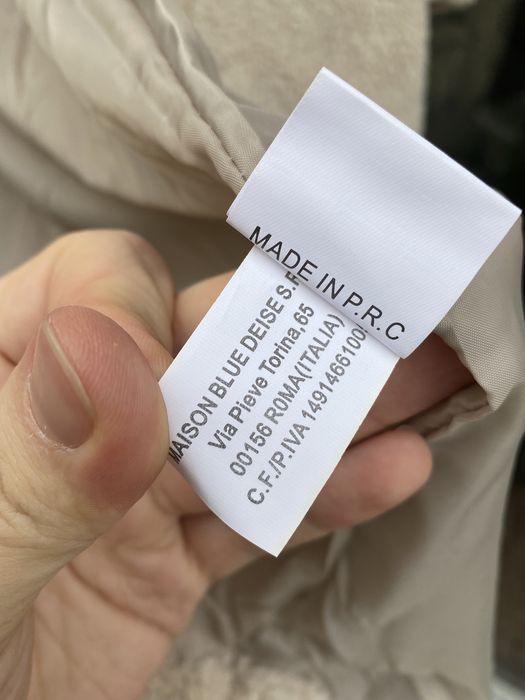 MADE IN P.R.C
MAISON BLUE DEISE S.R
Via Pieve Torina,65
00156 ROMA(ITALIA)
C.F./P.IVA 1491466100